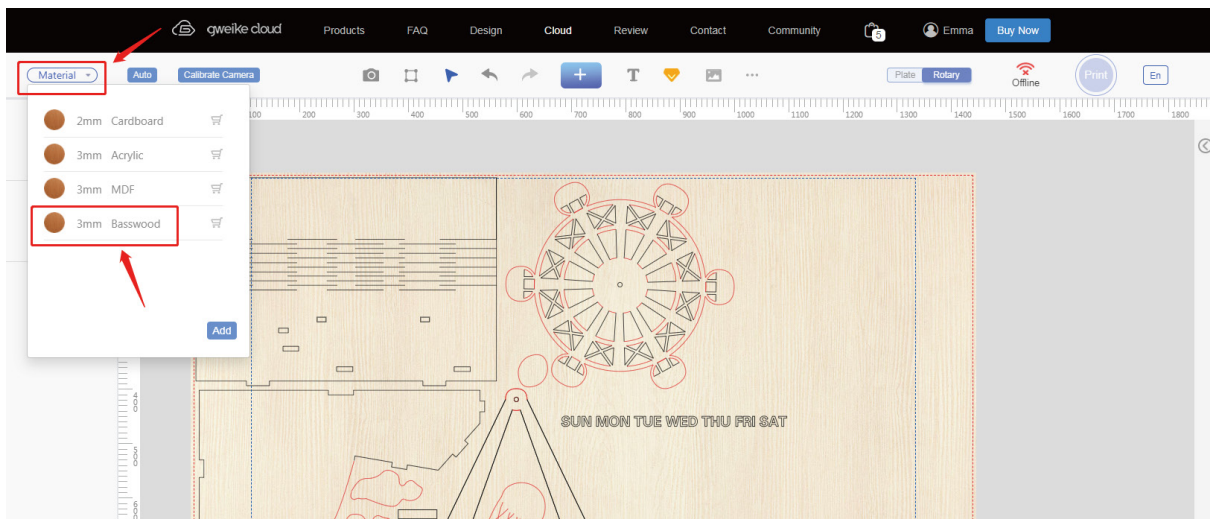 gweike cloud Products FAQ Design Cloud Review Contact Community 5 Emma Buy Now
Material Auto Calibrate Camera T ... Plate Rotary Offline Print En
100 200 300 400 500 600 700 800 900 1000 1100 1200 1300 1400 1500 1600 1700 1800
2mm Cardboard
3mm Acrylic
3mm MDF
3mm Basswood
Add
400
SUN MON TUE WED THU FRI SAT
500
60